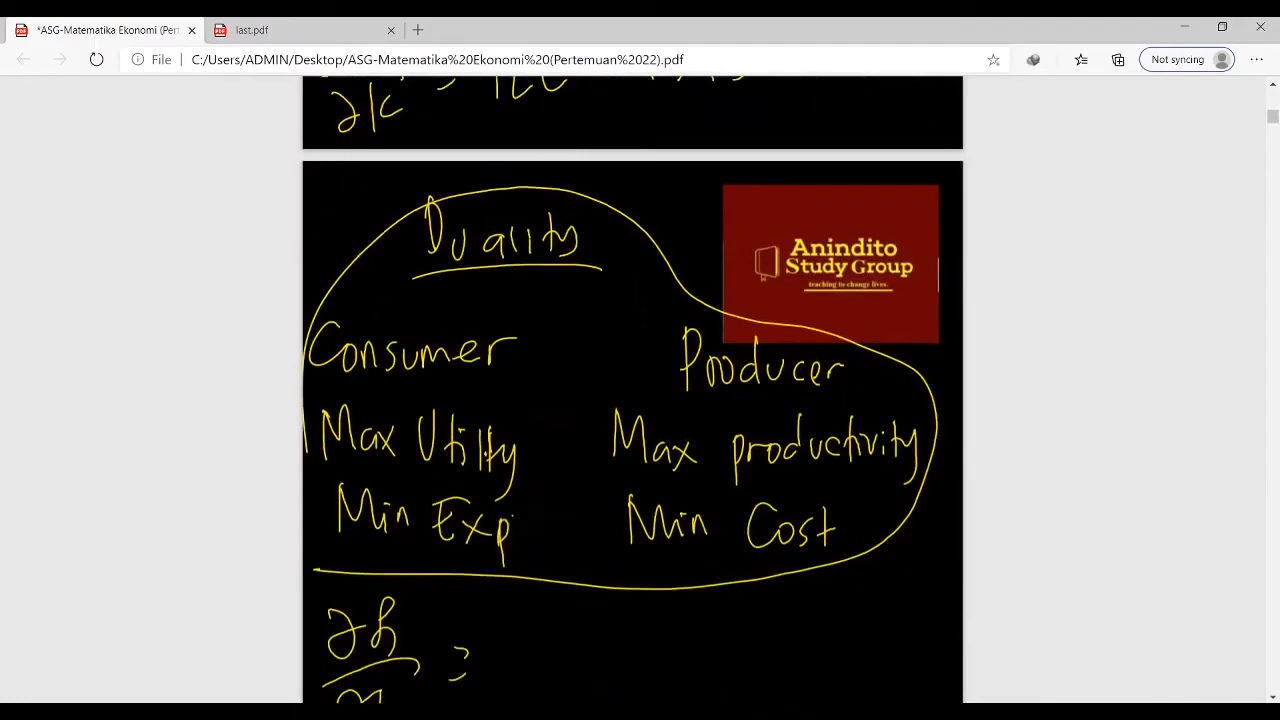 *ASG-Matematika Ekonomi (Pert
last.pdf
File
C:/Users/ADMIN/Desktop/ASG-Matematika%20Ekonomi%20(Pertemuan%2022).pdf
Not syncing
∂K
Duality
Anindito
Study Group
teaching to change lives.
Consumer
Producer
Max Utility
Max productivity
Min Exp
Min Cost